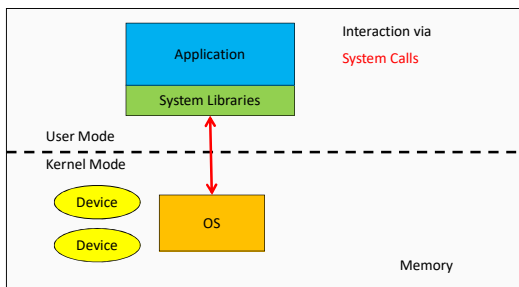 Application
Interaction via
System Calls
System Libraries
User Mode
Kernel Mode
Device
OS
Device
Memory